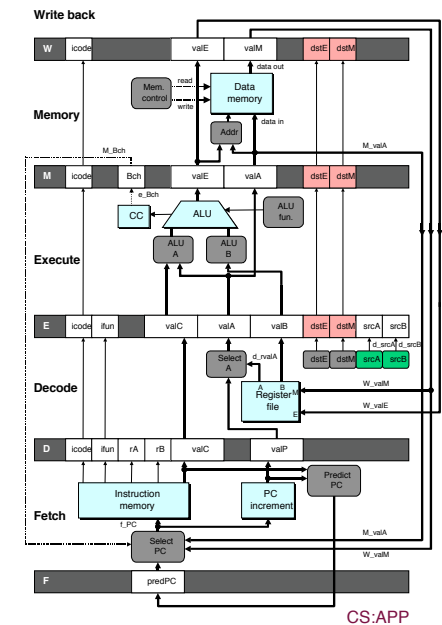 Write back
W icode valE valM dstE dstM
data out
read
Mem.
control
Data
memory
write
Memory
Addr
data in
M_Bch
M_valA
M icode Bch valE valA dstE dstM
e_Bch
CC
ALU
ALU
fun.
ALU
A
ALU
B
Execute
E icode ifun valC valA valB dstE dstM srcA srcB
d_srcA d_srcB
dstE dstM srcA srcB
Select
A
d_rvalA
A B
Register
file
M
E
W_valM
W_valE
Decode
D icode ifun rA rB valC valP
Predict
PC
Instruction
memory
PC
increment
Fetch
f_PC
Select
PC
M_valA
W_valM
F predPC
CS:APP